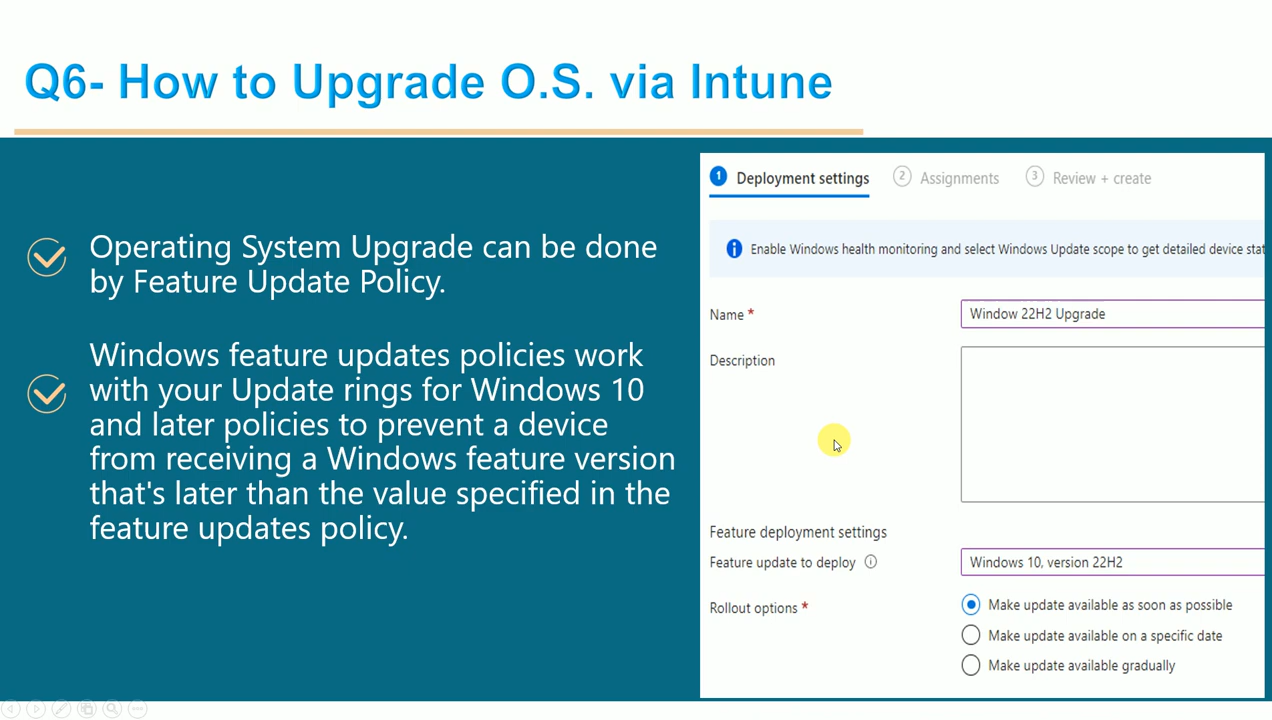 Q6- How to Upgrade O.S. via Intune
Operating System Upgrade can be done
by Feature Update Policy.
Windows feature updates policies work
with your Update rings for Windows 10
and later policies to prevent a device
from receiving a Windows feature version
that's later than the value specified in the
feature updates policy.
1 Deployment settings 2 Assignments 3 Review + create
Enable Windows health monitoring and select Windows Update scope to get detailed device stat
Name * Window 22H2 Upgrade
Description
Feature deployment settings
Feature update to deploy Windows 10, version 22H2
Rollout options * Make update available as soon as possible
Make update available on a specific date
Make update available gradually